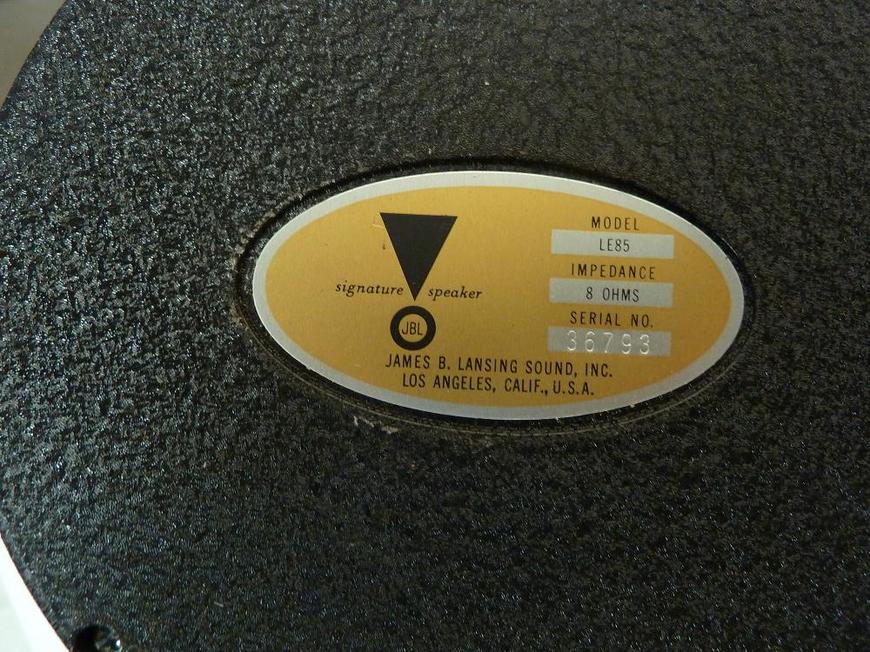 signature speaker
JBL
JAMES B. LANSING SOUND, INC.
LOS ANGELES, CALIF., U.S.A.
MODEL
LE85
IMPEDANCE
8 OHMS
SERIAL NO.
36793